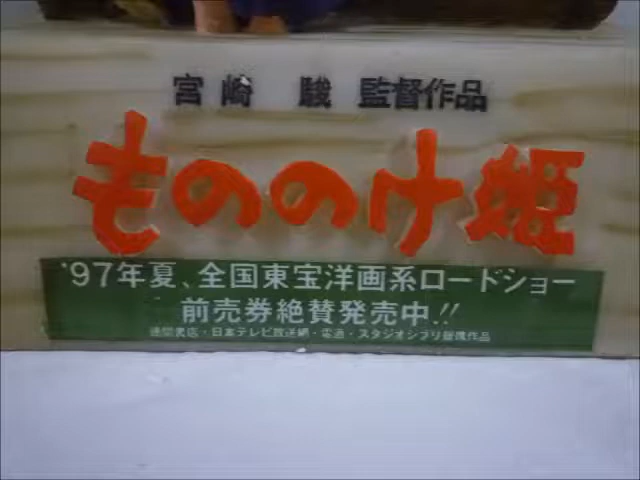 宮崎　駿　監督作品
もののけ姫
'97年夏、全国東宝洋画系ロードショー
前売券絶賛発売中!!
徳間書店・日本テレビ放送網・電通・スタジオジブリ提携作品